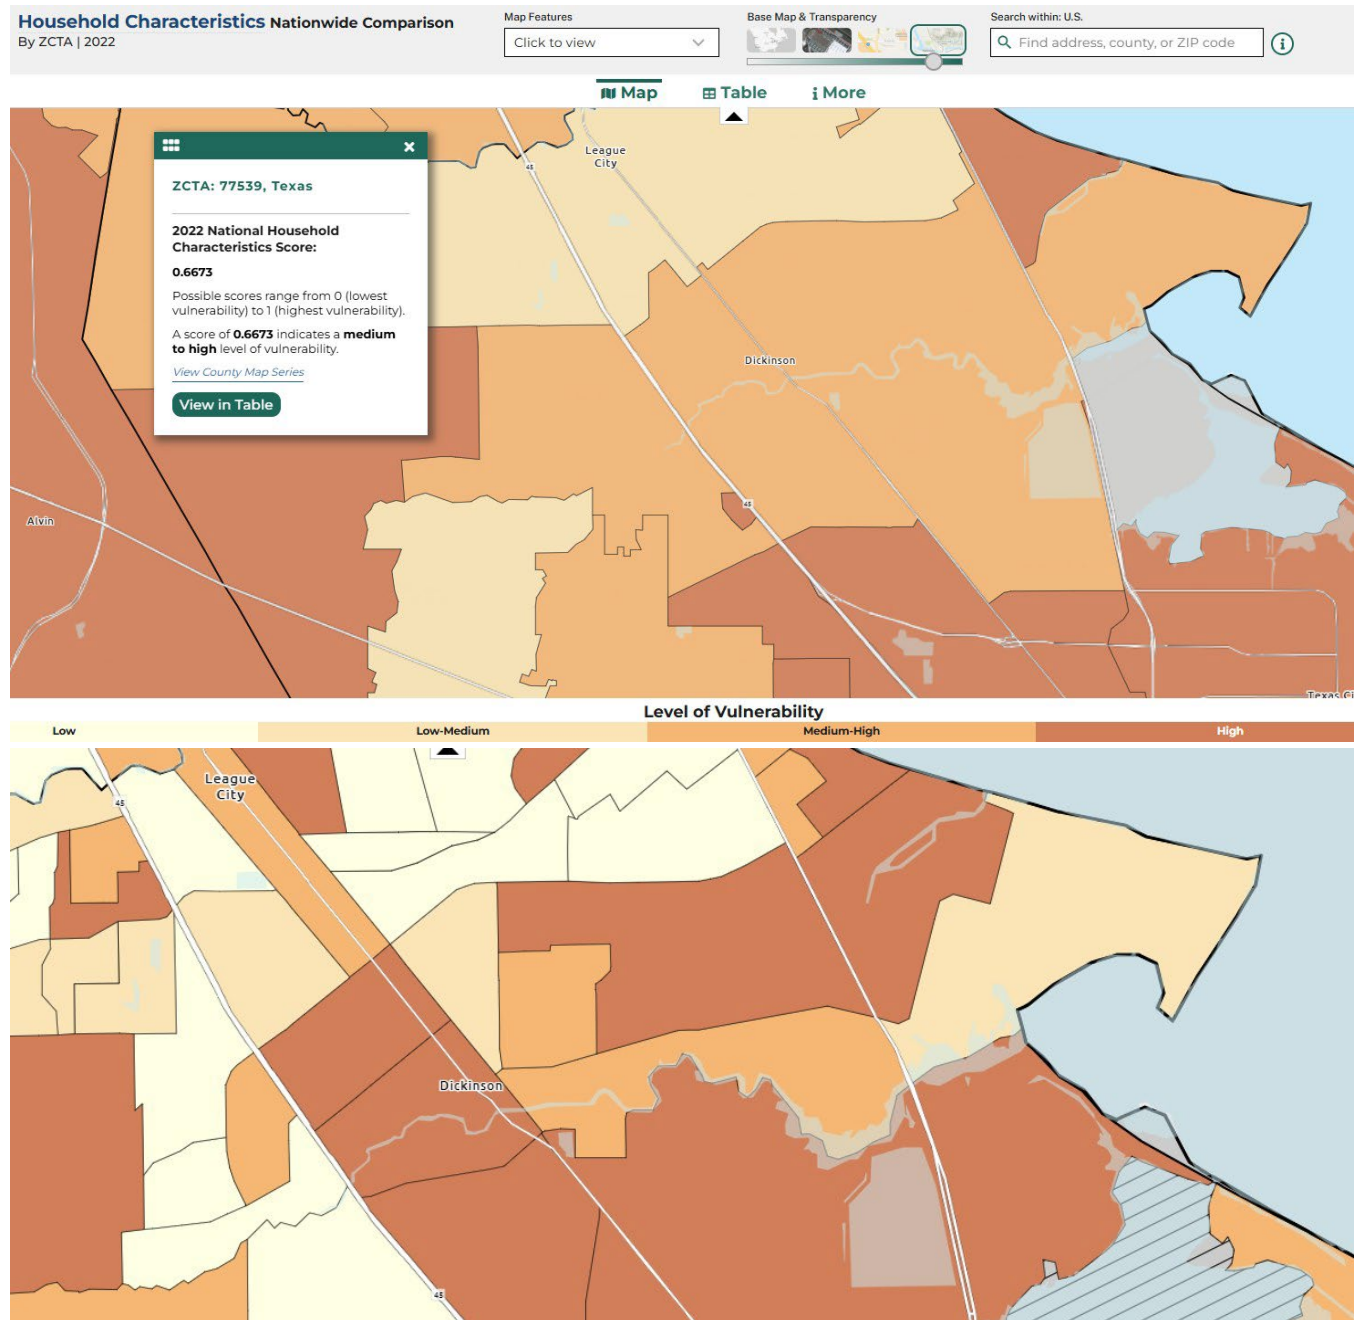 Household Characteristics Nationwide Comparison
By ZCTA | 2022
Map Features
Click to view
Base Map & Transparency
Search within: U.S.
Find address, county, or ZIP code
Map
Table
More
ZCTA: 77539, Texas
2022 National Household
Characteristics Score:
0.6673
Possible scores range from 0 (lowest
vulnerability) to 1 (highest vulnerability).
A score of 0.6673 indicates a medium
to high level of vulnerability.
View County Map Series
View in Table
League
City
45
Dickinson
45
Alvin
Texas Ci
Level of Vulnerability
Low
Low-Medium
Medium-High
High
League
City
45
Dickinson
45